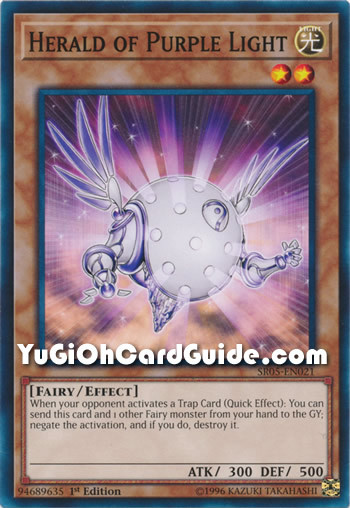 HERALD OF PURPLE LIGHT
LIGHT
光
YuGiOhCardGuide.com
SR05-EN021
[FAIRY/EFFECT]
When your opponent activates a Trap Card (Quick Effect): You can
send this card and 1 other Fairy monster from your hand to the GY;
negate the activation, and if you do, destroy it.
ATK/ 300 DEF/ 500
94689635 1st Edition
©1996 KAZUKI TAKAHASHI